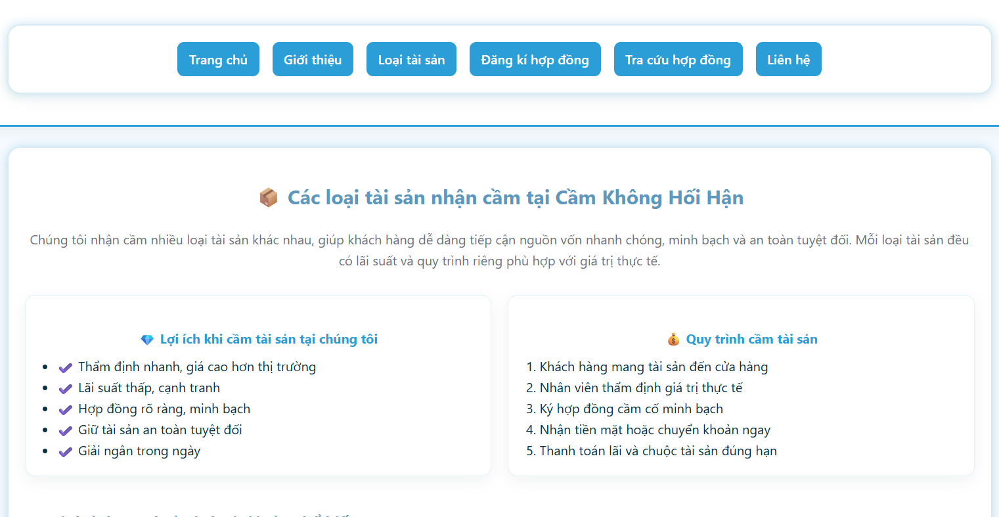 Trang chủ Giới thiệu Loại tài sản Đăng kí hợp đồng Tra cứu hợp đồng Liên hệ
📦 Các loại tài sản nhận cầm tại Cầm Không Hối Hận
Chúng tôi nhận cầm nhiều loại tài sản khác nhau, giúp khách hàng dễ dàng tiếp cận nguồn vốn nhanh chóng, minh bạch và an toàn tuyệt đối. Mỗi loại tài sản đều
có lãi suất và quy trình riêng phù hợp với giá trị thực tế.
💎 Lợi ích khi cầm tài sản tại chúng tôi
• ✔ Thẩm định nhanh, giá cao hơn thị trường
• ✔ Lãi suất thấp, cạnh tranh
• ✔ Hợp đồng rõ ràng, minh bạch
• ✔ Giữ tài sản an toàn tuyệt đối
• ✔ Giải ngân trong ngày
💰 Quy trình cầm tài sản
1. Khách hàng mang tài sản đến cửa hàng
2. Nhân viên thẩm định giá trị thực tế
3. Ký hợp đồng cầm cố minh bạch
4. Nhận tiền mặt hoặc chuyển khoản ngay
5. Thanh toán lãi và chuộc tài sản đúng hạn